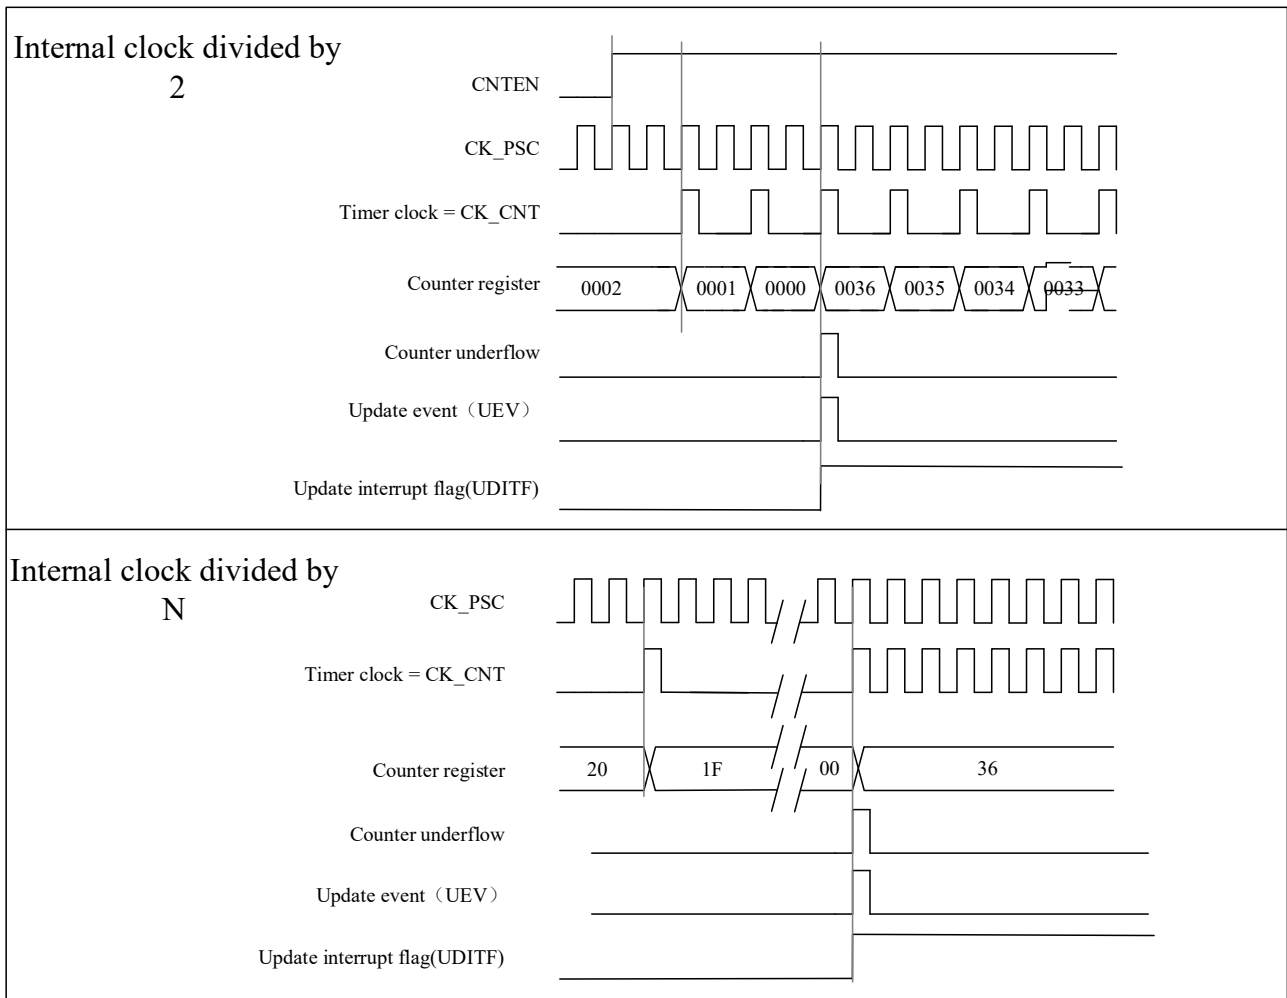 Internal clock divided by
2
CNTEN
CK_PSC
Timer clock = CK_CNT
Counter register
0002
0001
0000
0036
0035
0034
0033
Counter underflow
Update event（UEV）
Update interrupt flag(UDITF)
Internal clock divided by
N
CK_PSC
Timer clock = CK_CNT
Counter register
20
1F
00
36
Counter underflow
Update event（UEV）
Update interrupt flag(UDITF)